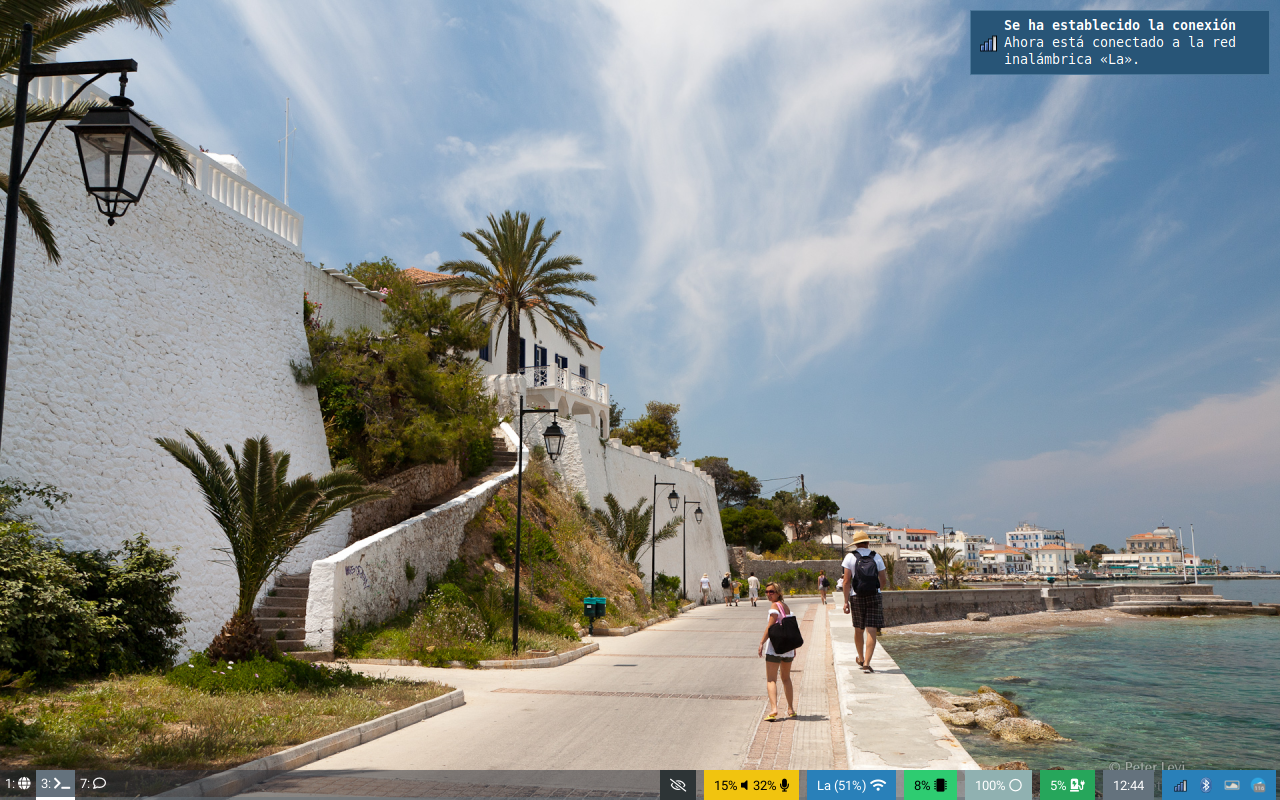 Se ha establecido la conexión
Ahora está conectado a la red
inalámbrica «La».
© Peter Levi
1: 3: 7: 15% 32% La (51%) 8% 100% 5% 12:44